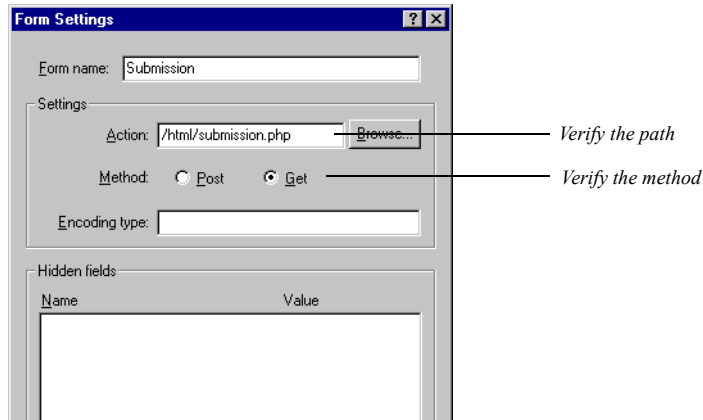 Form Settings
Form name: Submission
Settings
Action: /html/submission.php Browse... Verify the path
Method: Post Get Verify the method
Encoding type:
Hidden fields
Name Value